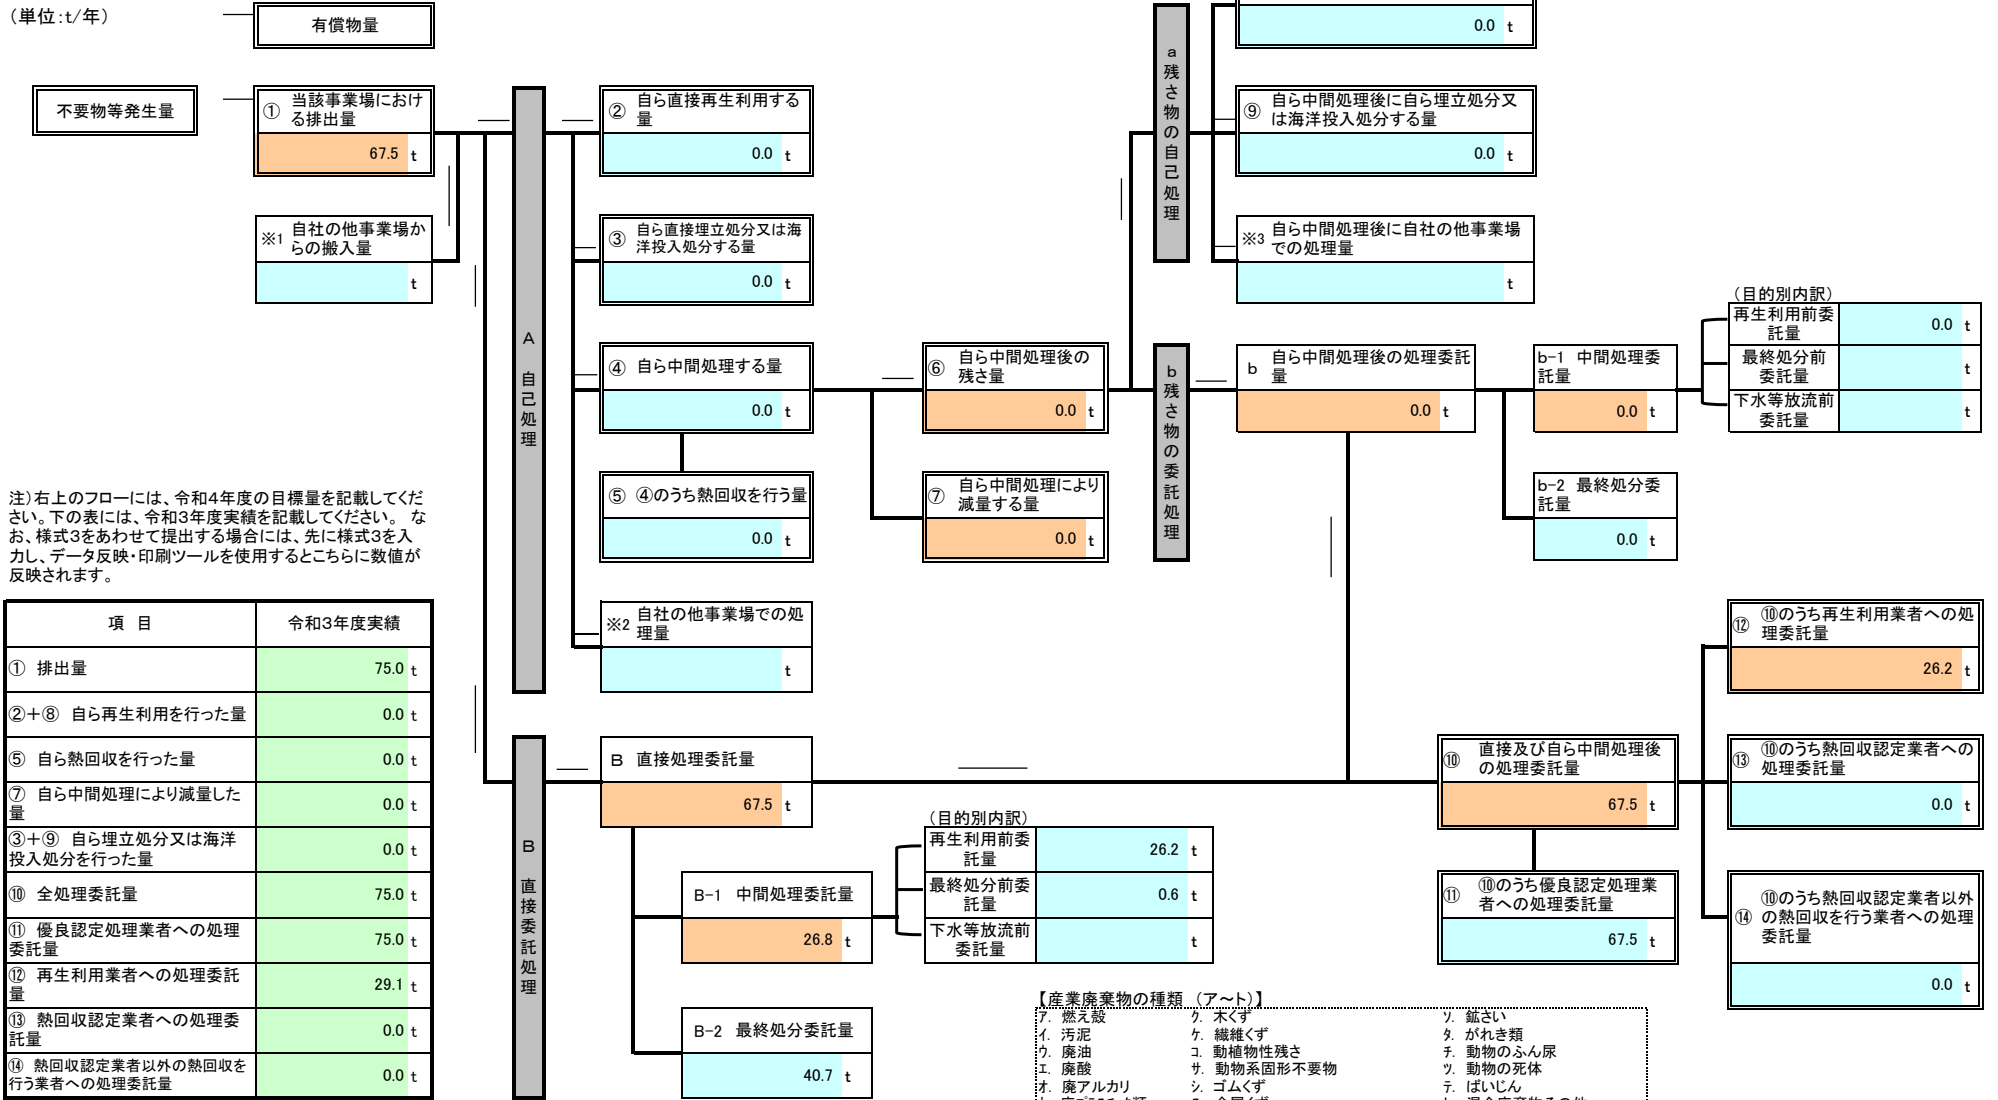 （単位:t/年）
有償物量
不要物等発生量
① 当該事業場におけ
る排出量
67.5 t
※1 自社の他事業場か
らの搬入量
t
A 自己処理
② 自ら直接再生利用する
量
0.0 t
③ 自ら直接埋立処分又は海
洋投入処分する量
0.0 t
④ 自ら中間処理する量
0.0 t
⑤ ④のうち熱回収を行う量
0.0 t
※2 自社の他事業場での処
理量
t
⑥ 自ら中間処理後の
残さ量
0.0 t
⑦ 自ら中間処理により
減量する量
0.0 t
a 残さ物の自己処理
0.0 t
⑨ 自ら中間処理後に自ら埋立処分又
は海洋投入処分する量
0.0 t
※3 自ら中間処理後に自社の他事業場
での処理量
t
b 残さ物の委託処理
b 自ら中間処理後の処理委託
量
0.0 t
b-1 中間処理委
託量
0.0 t
b-2 最終処分委
託量
0.0 t
（目的別内訳）
再生利用前委
託量
0.0 t
最終処分前
委託量
t
下水等放流前
委託量
t
注）右上のフローには、令和4年度の目標量を記載してくだ
さい。下の表には、令和3年度実績を記載してください。 な
お、様式3をあわせて提出する場合には、先に様式3を入
力し、データ反映・印刷ツールを使用するとこちらに数値が
反映されます。
項 目 令和3年度実績
① 排出量 75.0 t
②+⑧ 自ら再生利用を行った量 0.0 t
⑤ 自ら熱回収を行った量 0.0 t
⑦ 自ら中間処理により減量した
量 0.0 t
③+⑨ 自ら埋立処分又は海洋
投入処分を行った量 0.0 t
⑩ 全処理委託量 75.0 t
⑪ 優良認定処理業者への処理
委託量 75.0 t
⑫ 再生利用業者への処理委託
量 29.1 t
⑬ 熱回収認定業者への処理委
託量 0.0 t
⑭ 熱回収認定業者以外の熱回収を
行う業者への処理委託量 0.0 t
B 直接委託処理
B 直接処理委託量
67.5 t
B-1 中間処理委託量
26.8 t
B-2 最終処分委託量
40.7 t
（目的別内訳）
再生利用前委
託量
26.2 t
最終処分前委
託量
0.6 t
下水等放流前
委託量
t
⑩ 直接及び自ら中間処理後
の処理委託量
67.5 t
⑪ ⑩のうち優良認定処理業
者への処理委託量
67.5 t
⑫ ⑩のうち再生利用業者への処
理委託量
26.2 t
⑬ ⑩のうち熱回収認定業者への
処理委託量
0.0 t
⑭ ⑩のうち熱回収認定業者以外
の熱回収を行う業者への処理
委託量
0.0 t
【産業廃棄物の種類 （ア～ト）】
ア. 燃え殻 ク. 木くず ソ. 鉱さい
イ. 汚泥 ケ. 繊維くず タ. がれき類
ウ. 廃油 コ. 動植物性残さ チ. 動物のふん尿
エ. 廃酸 サ. 動物系固形不要物 ツ. 動物の死体
オ. 廃アルカリ シ. ゴムくず テ. ばいじん